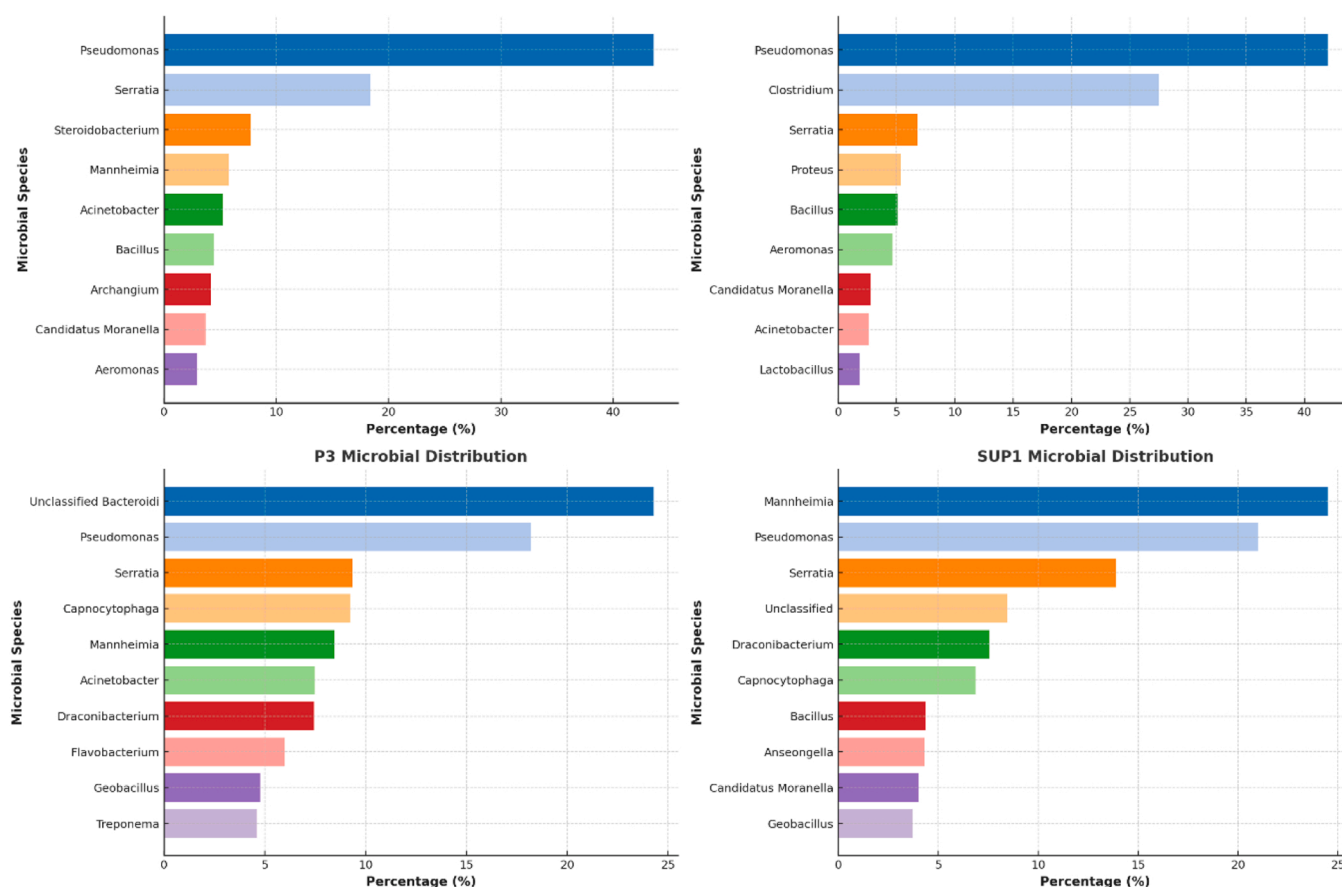 Microbial Species
Pseudomonas
Serratia
Steroidobacterium
Mannheimia
Acinetobacter
Bacillus
Archangium
Candidatus Moranella
Aeromonas
0 10 20 30 40
Percentage (%)
Microbial Species
Pseudomonas
Clostridium
Serratia
Proteus
Bacillus
Aeromonas
Candidatus Moranella
Acinetobacter
Lactobacillus
0 5 10 15 20 25 30 35 40
Percentage (%)
P3 Microbial Distribution
Microbial Species
Unclassified Bacteroidi
Pseudomonas
Serratia
Capnocytophaga
Mannheimia
Acinetobacter
Draconibacterium
Flavobacterium
Geobacillus
Treponema
0 5 10 15 20 25
Percentage (%)
SUP1 Microbial Distribution
Microbial Species
Mannheimia
Pseudomonas
Serratia
Unclassified
Draconibacterium
Capnocytophaga
Bacillus
Anseongella
Candidatus Moranella
Geobacillus
0 5 10 15 20 25
Percentage (%)